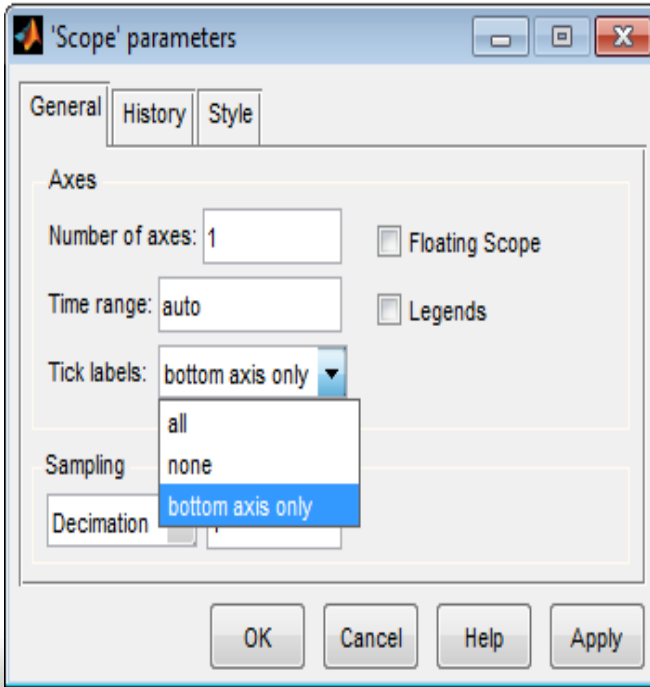 'Scope' parameters
General History Style
Axes
Number of axes: 1
Floating Scope
Time range: auto
Legends
Tick labels: bottom axis only
all
none
bottom axis only
Sampling
Decimation
OK Cancel Help Apply